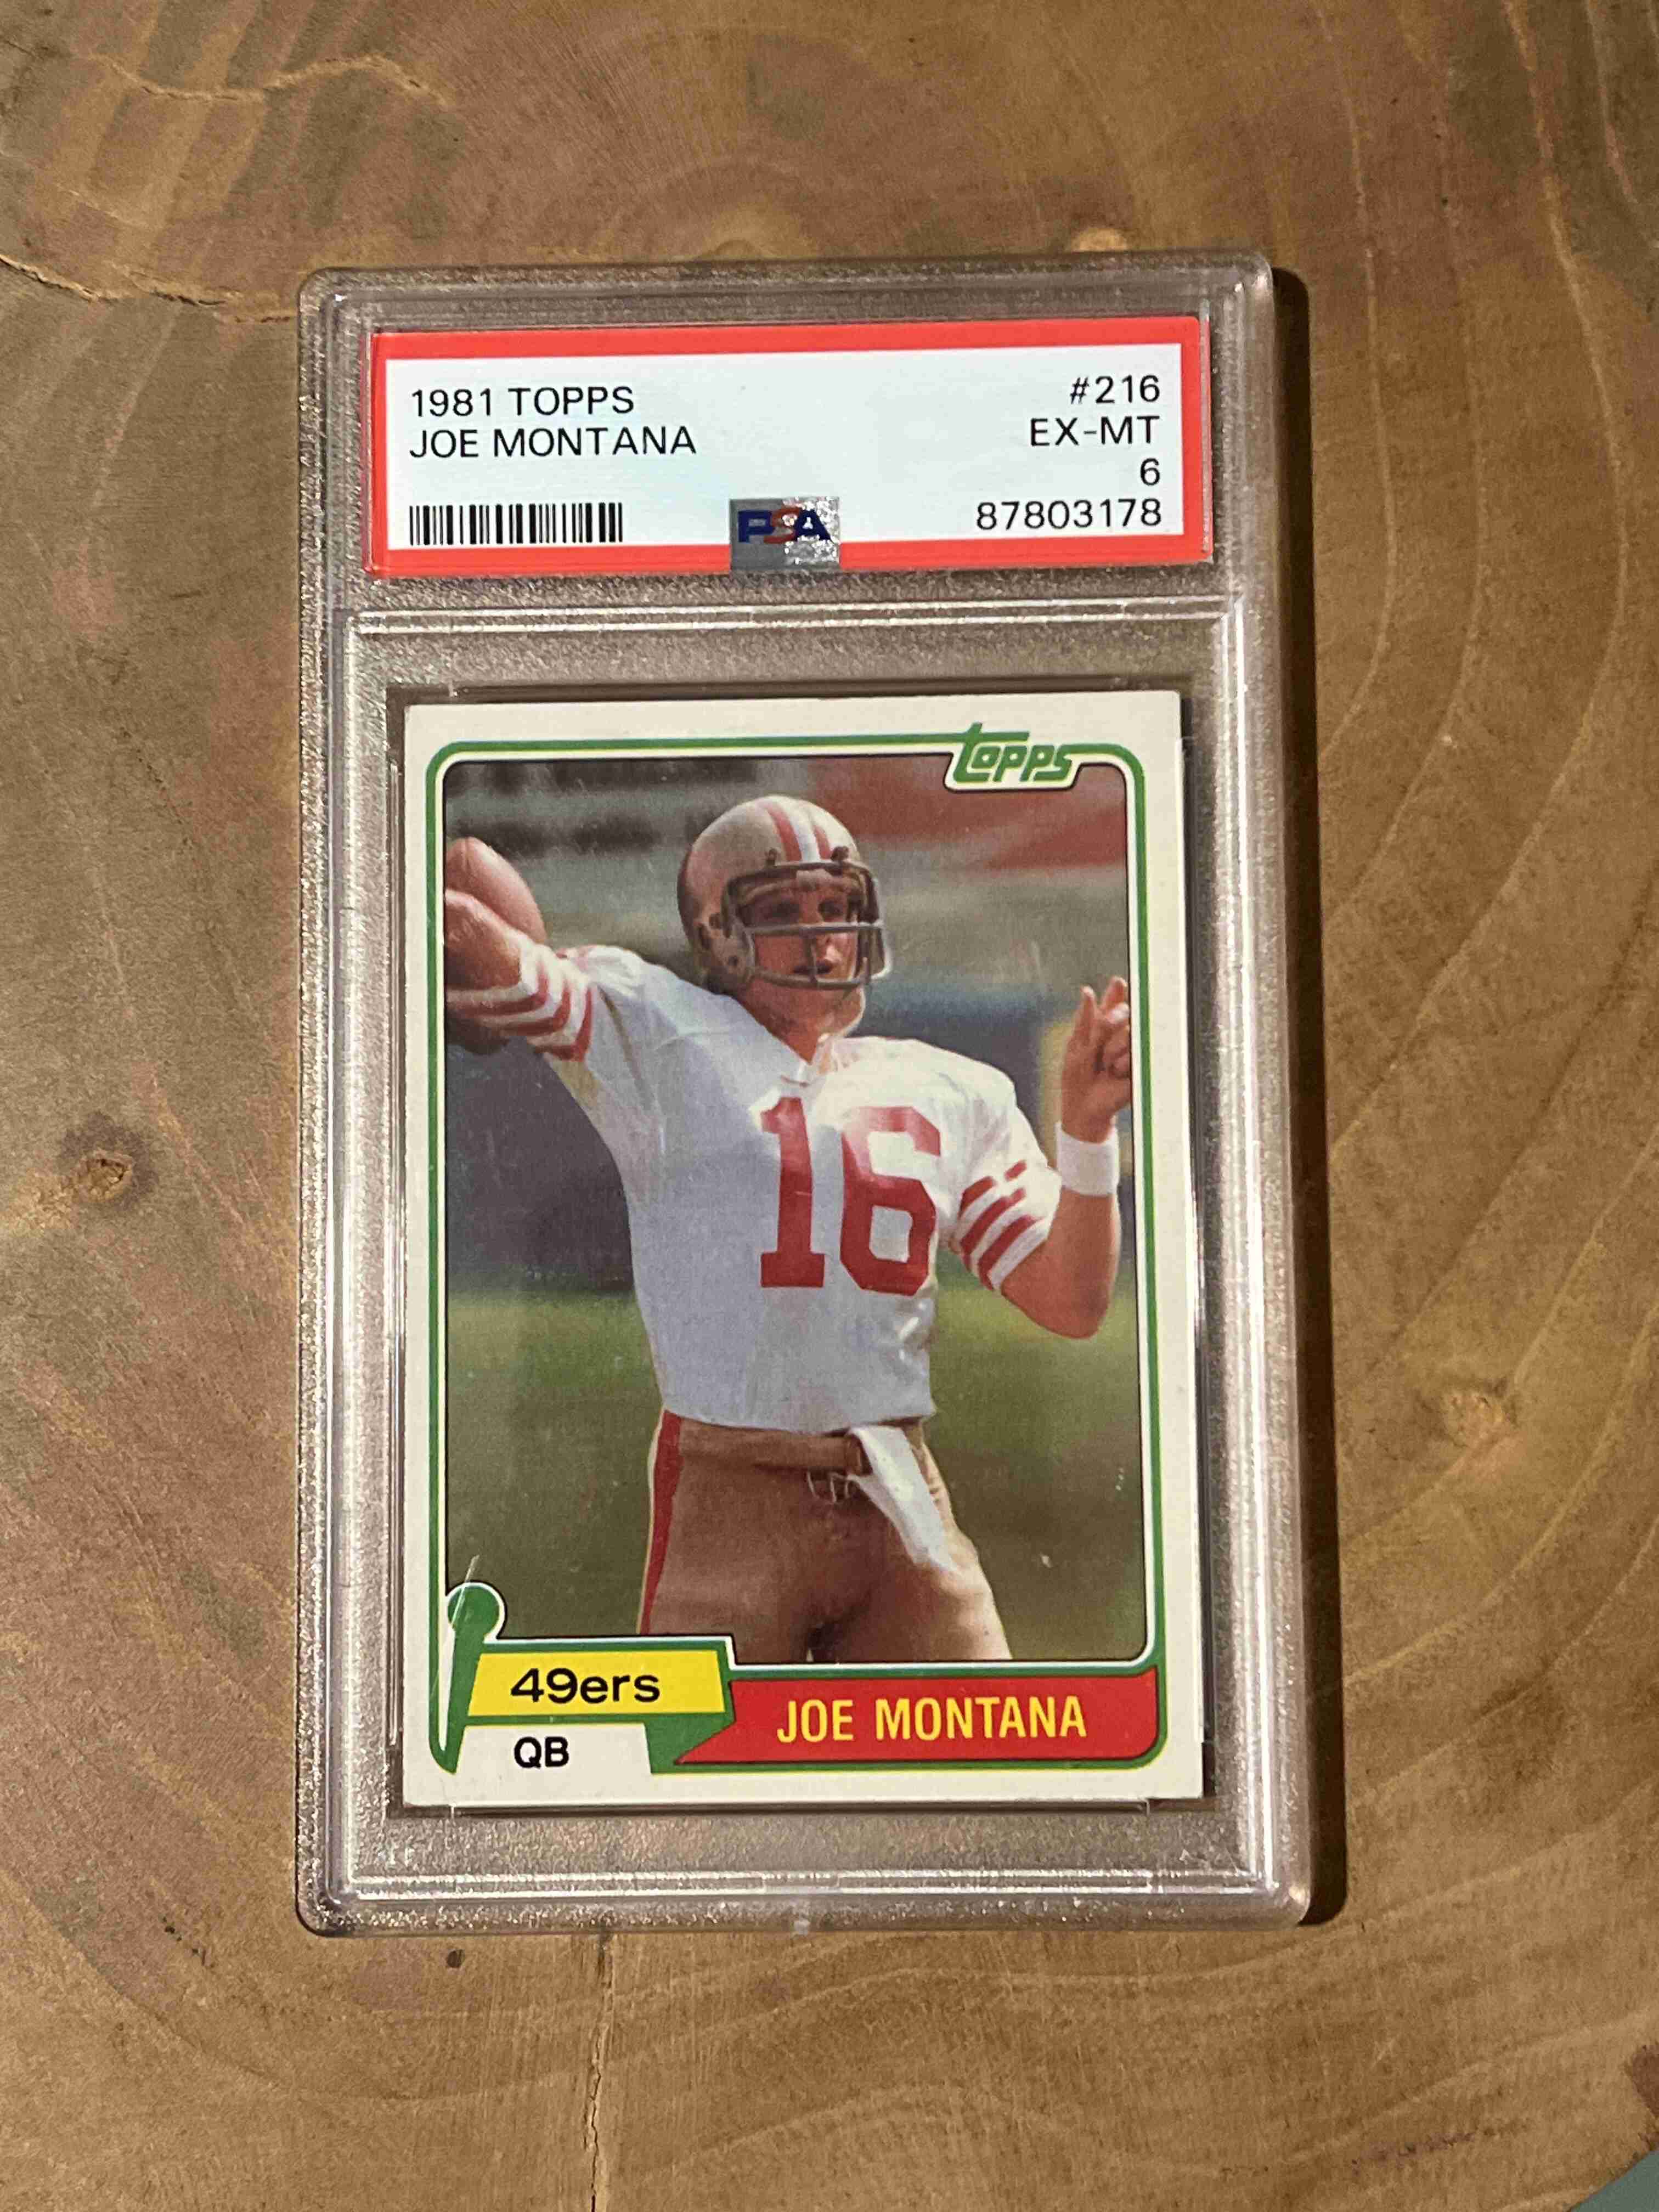 1981 TOPPS #216
JOE MONTANA EX-MT
6
PSA 87803178
topps
16
49ers
JOE MONTANA
QB